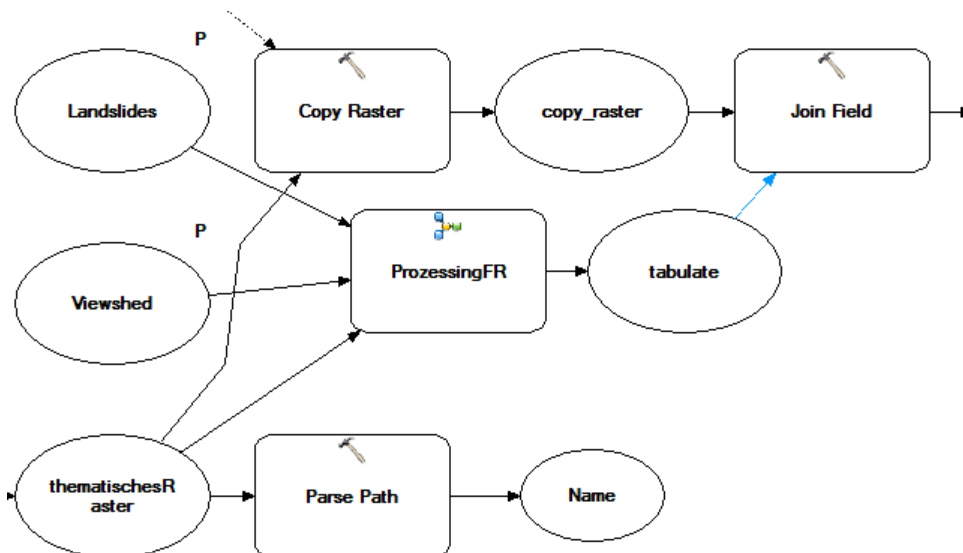 P
Landslides
Copy Raster
copy_raster
Join Field
P
ProzessingFR
tabulate
Viewshed
thematischesR
aster
Parse Path
Name